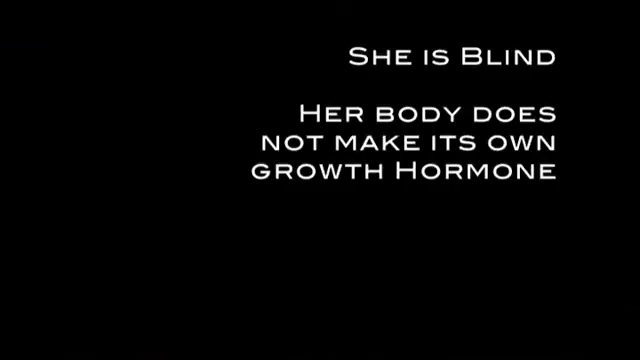 She is Blind
Her body does
not make its own
growth Hormone